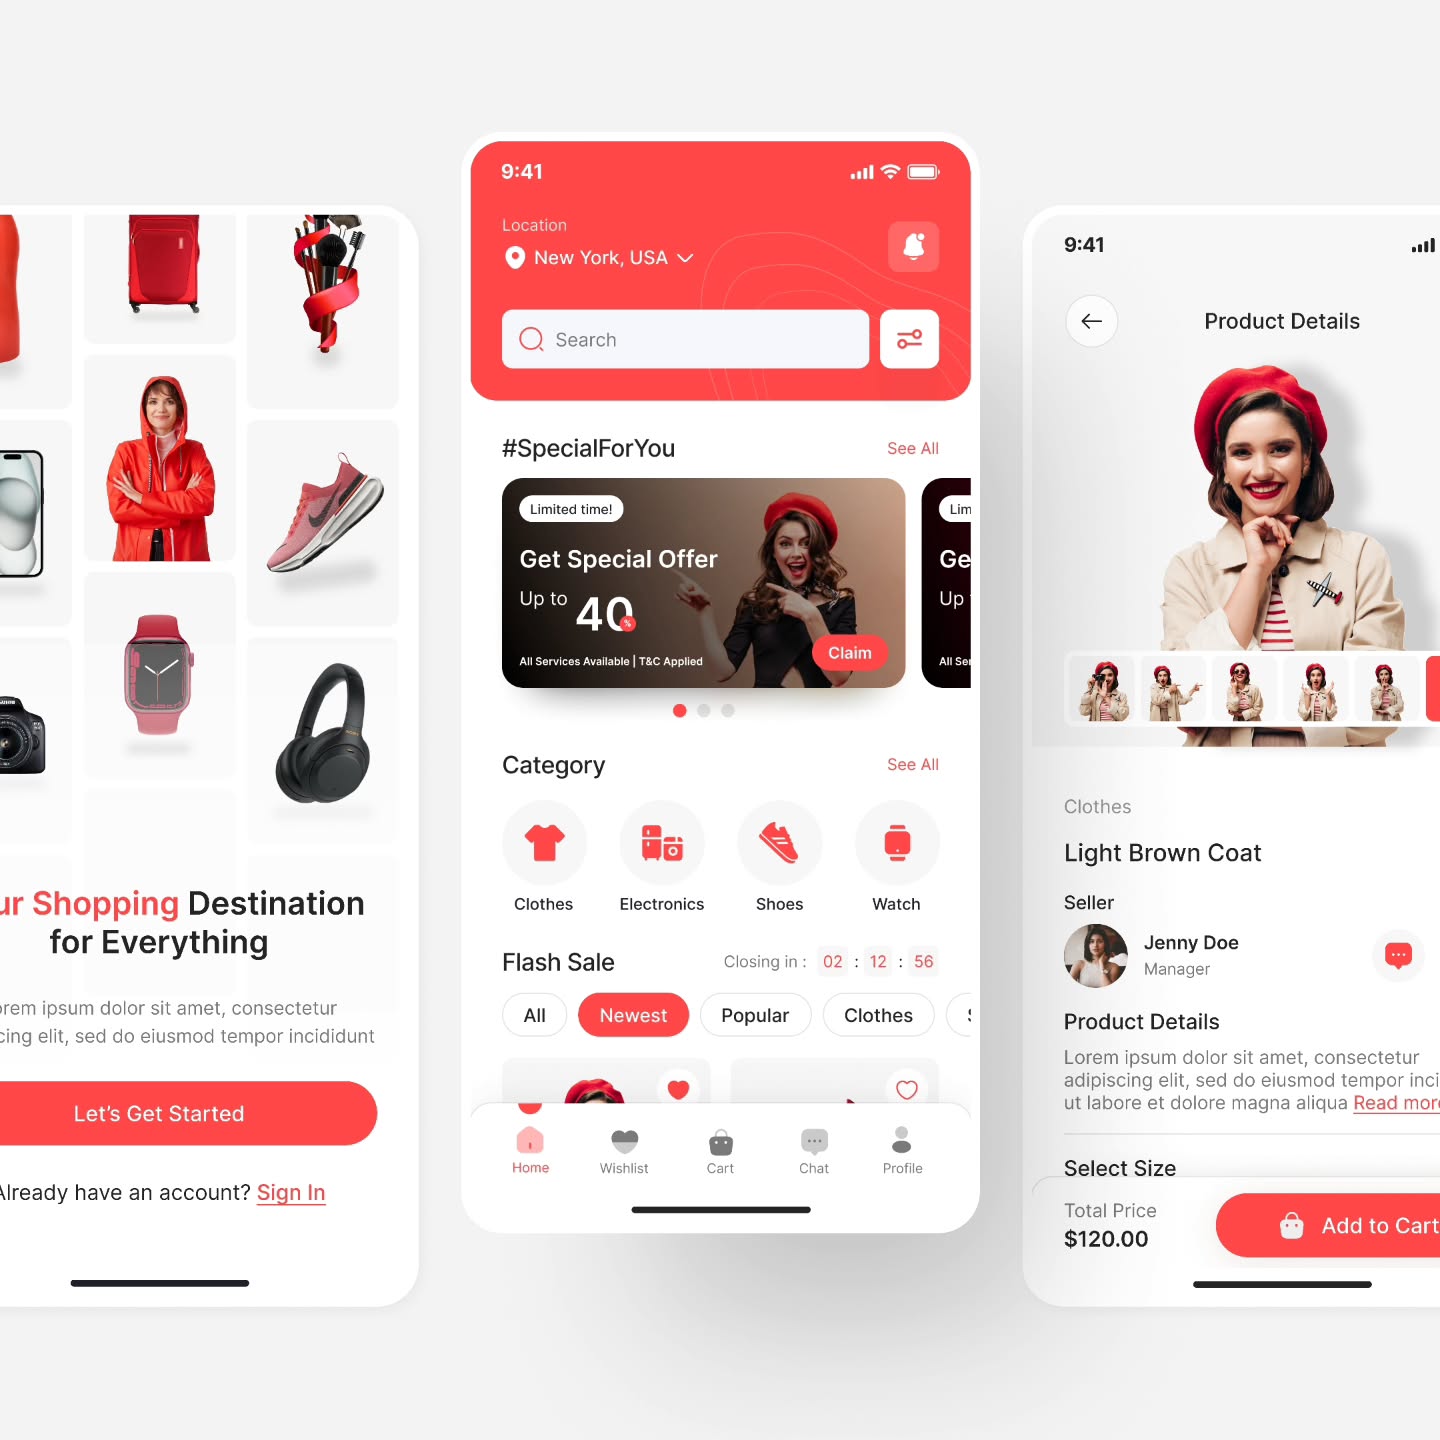 ur Shopping Destination
for Everything
orem ipsum dolor sit amet, consectetur
cing elit, sed do eiusmod tempor incididunt
Let's Get Started
Already have an account? Sign In
9:41
Location
New York, USA
Search
#SpecialForYou
See All
Limited time!
Get Special Offer
Up to 40%
All Services Available | T&C Applied
Claim
Lim
Ge
Up
All Ser
Category
See All
Clothes
Electronics
Shoes
Watch
Flash Sale
Closing in : 02 : 12 : 56
All
Newest
Popular
Clothes
Home
Wishlist
Cart
Chat
Profile
9:41
Product Details
Clothes
Light Brown Coat
Seller
Jenny Doe
Manager
Product Details
Lorem ipsum dolor sit amet, consectetur
adipiscing elit, sed do eiusmod tempor inci
ut labore et dolore magna aliqua Read more
Select Size
Total Price
$120.00
Add to Cart